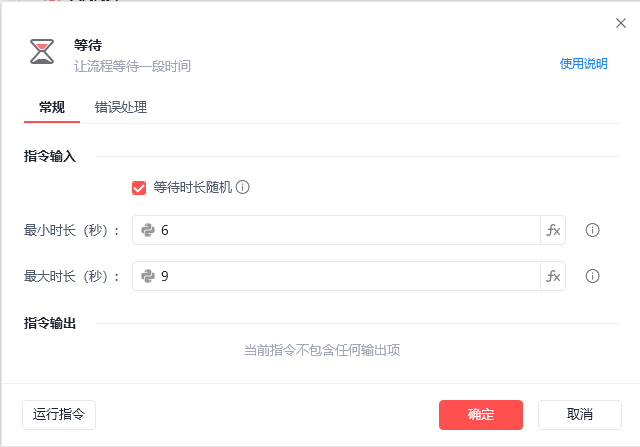 等待
让流程等待一段时间
使用说明
常规 错误处理
指令输入
等待时长随机
最小时长（秒）： 6 fx
最大时长（秒）： 9 fx
指令输出
当前指令不包含任何输出项
运行指令 确定 取消